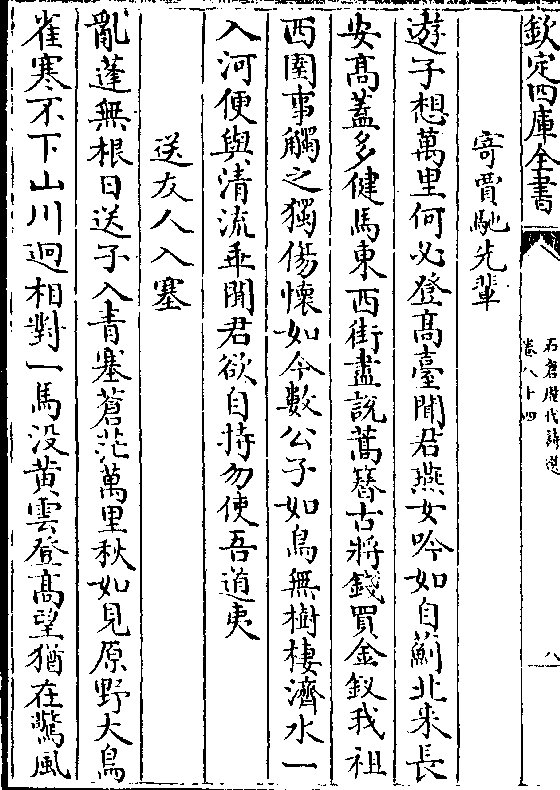 欽定四庫全書
石倉歷代詩選
卷八十四
八
寄賈馳先輩
遊子想萬里何必登高臺聞君燕女吟如自薊北来長
安高蓋多健馬東西街盡說蒿簪古將錢買金釵我祖
西園事觸之獨傷懷如今數公子如鳥無樹棲濟水一
入河便與清流乖聞君欲自持勿使吾道夷
送友人入塞
亂蓬無根日送子入青塞蒼茫萬里秋如見原野大鳥
雀寒不下山川迥相對一馬没黄雲登高望猶在驚風